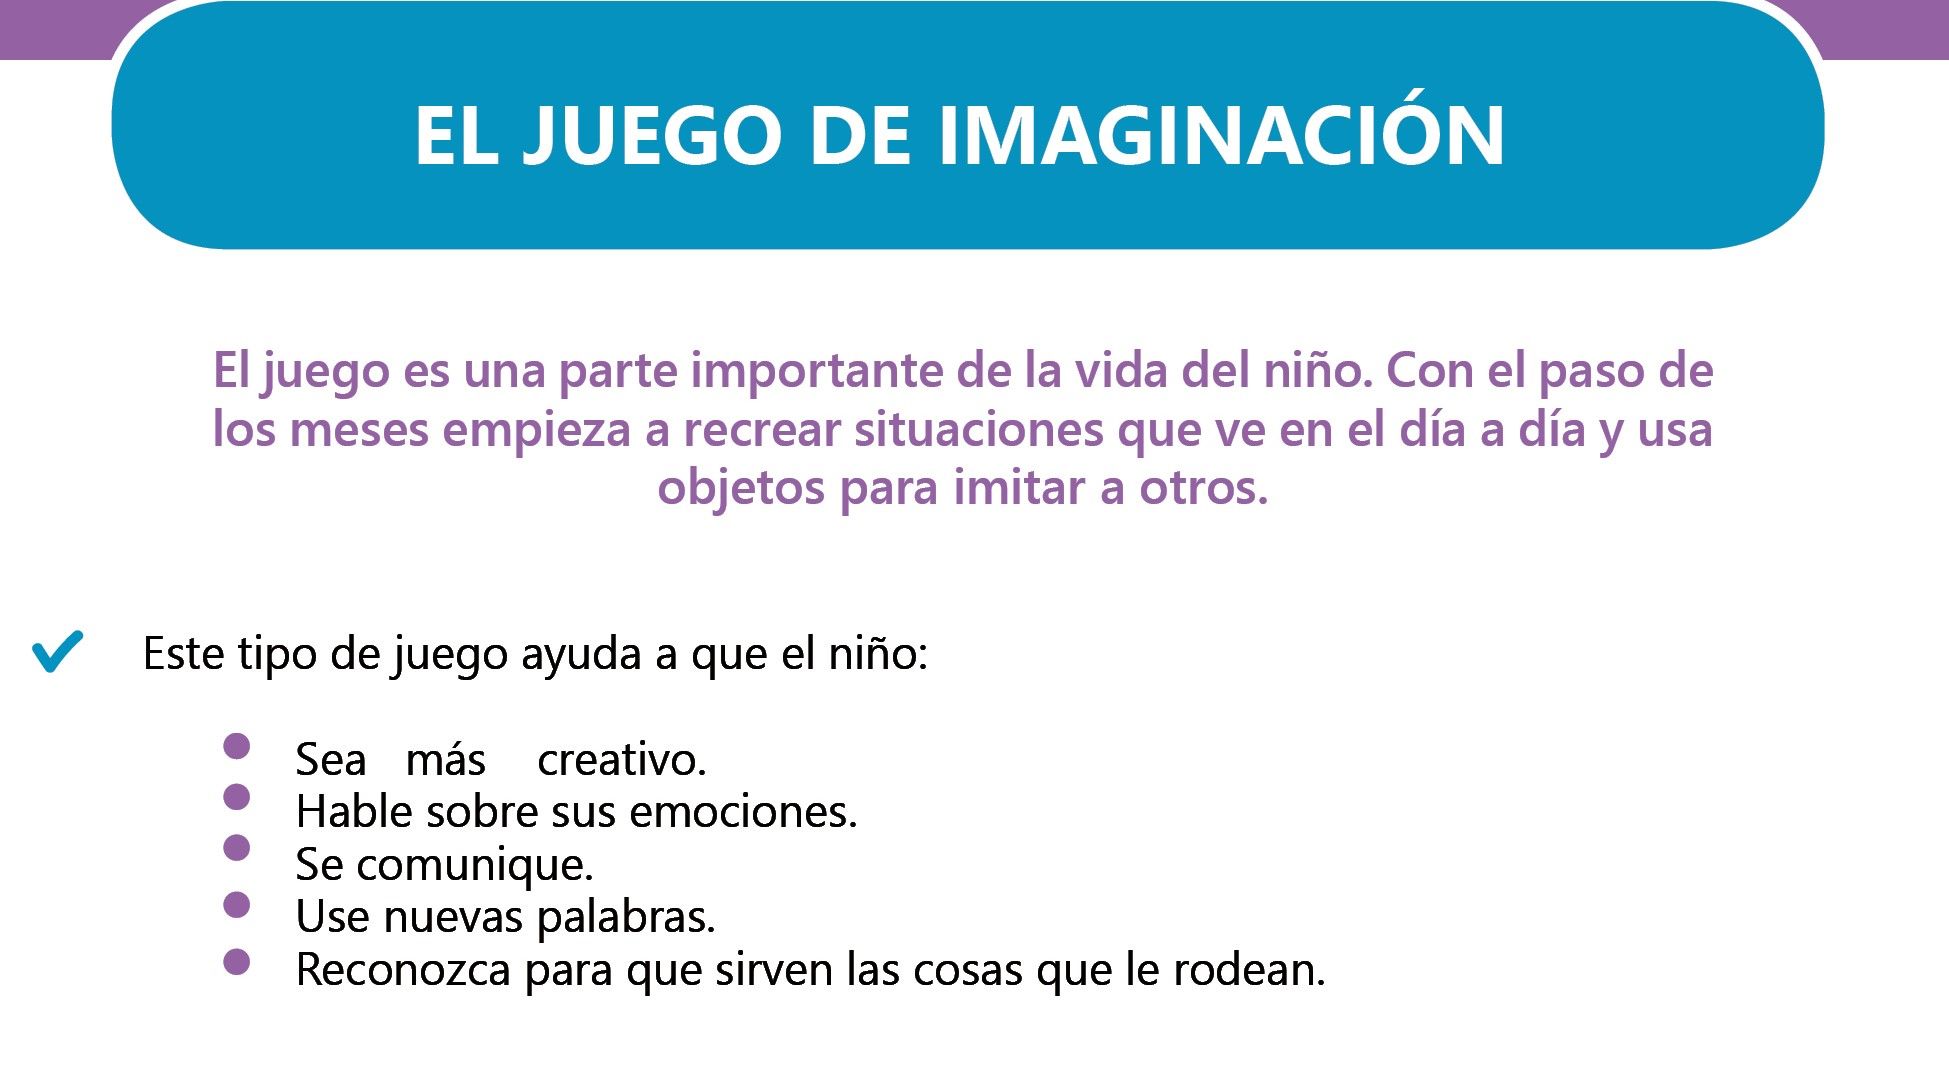 EL JUEGO DE IMAGINACIÓN
El juego es una parte importante de la vida del niño. Con el paso de
los meses empieza a recrear situaciones que ve en el día a día y usa
objetos para imitar a otros.
Este tipo de juego ayuda a que el niño:
Sea más creativo.
Hable sobre sus emociones.
Se comunique.
Use nuevas palabras.
Reconozca para que sirven las cosas que le rodean.